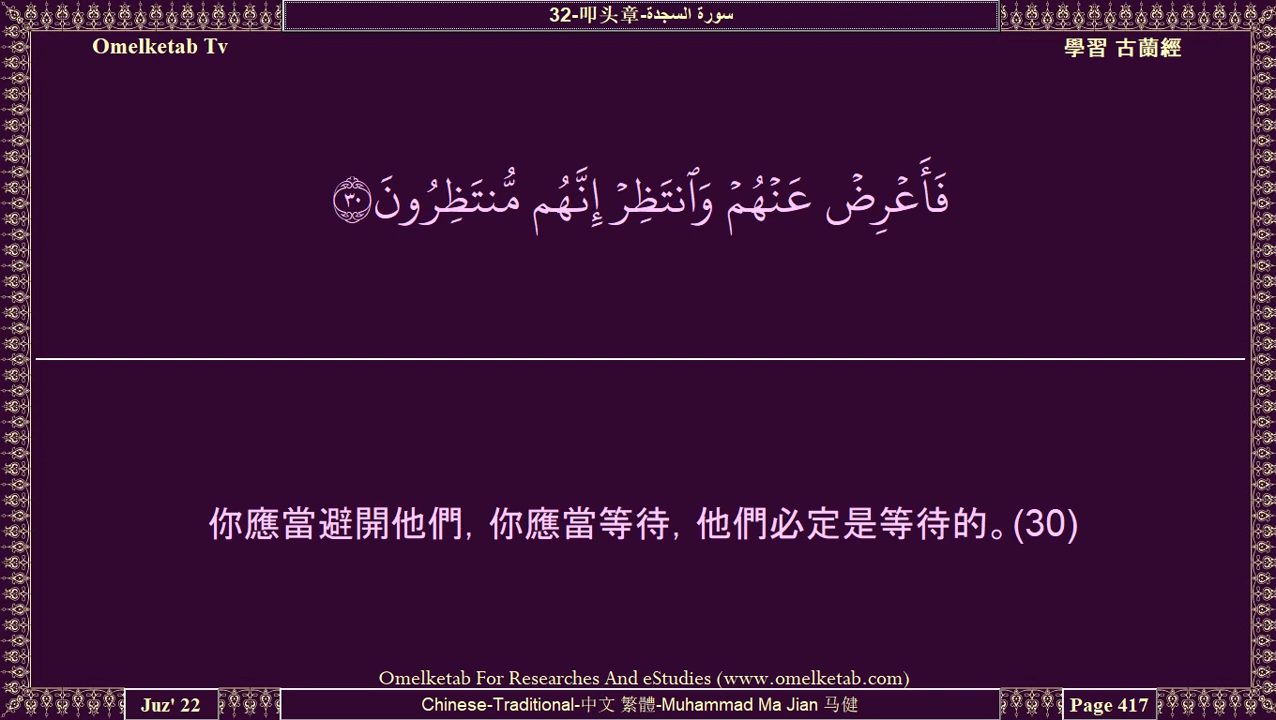 32-叩头章-سورة السجدة
Omelketab Tv
學習 古蘭經
فَأَعۡرِضۡ عَنۡهُمۡ وَٱنتَظِرۡ إِنَّهُم مُّنتَظِرُونَ ٣٠
你應當避開他們，你應當等待，他們必定是等待的。(30)
Omelketab For Researches And eStudies (www.omelketab.com)
Juz' 22
Chinese-Traditional-中文 繁體-Muhammad Ma Jian 马健
Page 417